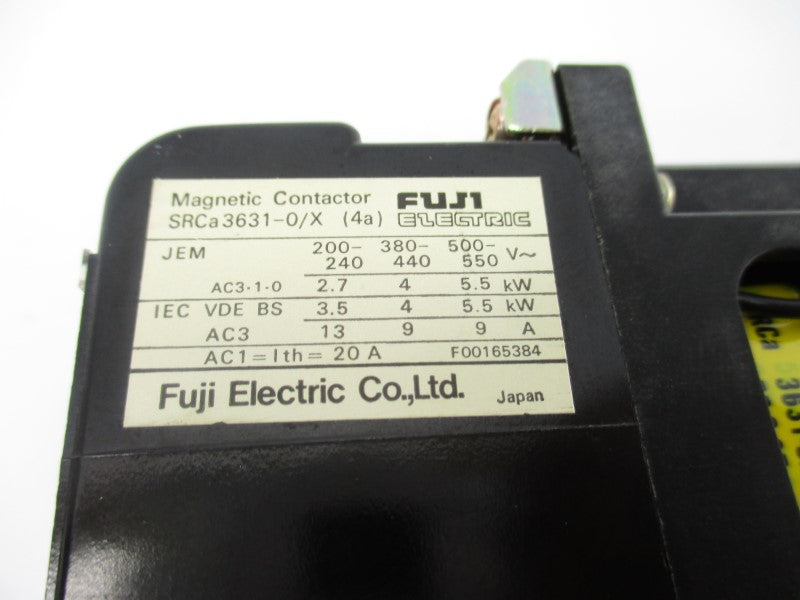 Magnetic Contactor FUJI
SRCa3631-0/X (4a) ELECTRIC
JEM 200- 380- 500- V~
240 440 550
AC3·1·0 2.7 4 5.5 kW
IEC VDE BS 3.5 4 5.5 kW
AC3 13 9 9 A
AC1=Ith= 20 A F00165384
Fuji Electric Co.,Ltd. Japan